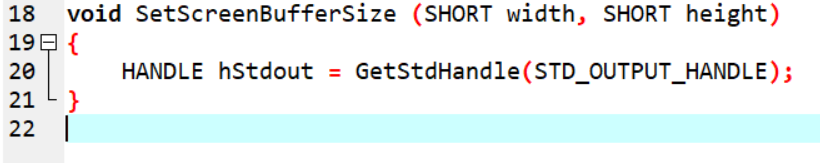 18 void SetScreenBufferSize (SHORT width, SHORT height)
19 {
20 HANDLE hStdout = GetStdHandle(STD_OUTPUT_HANDLE);
21 }
22